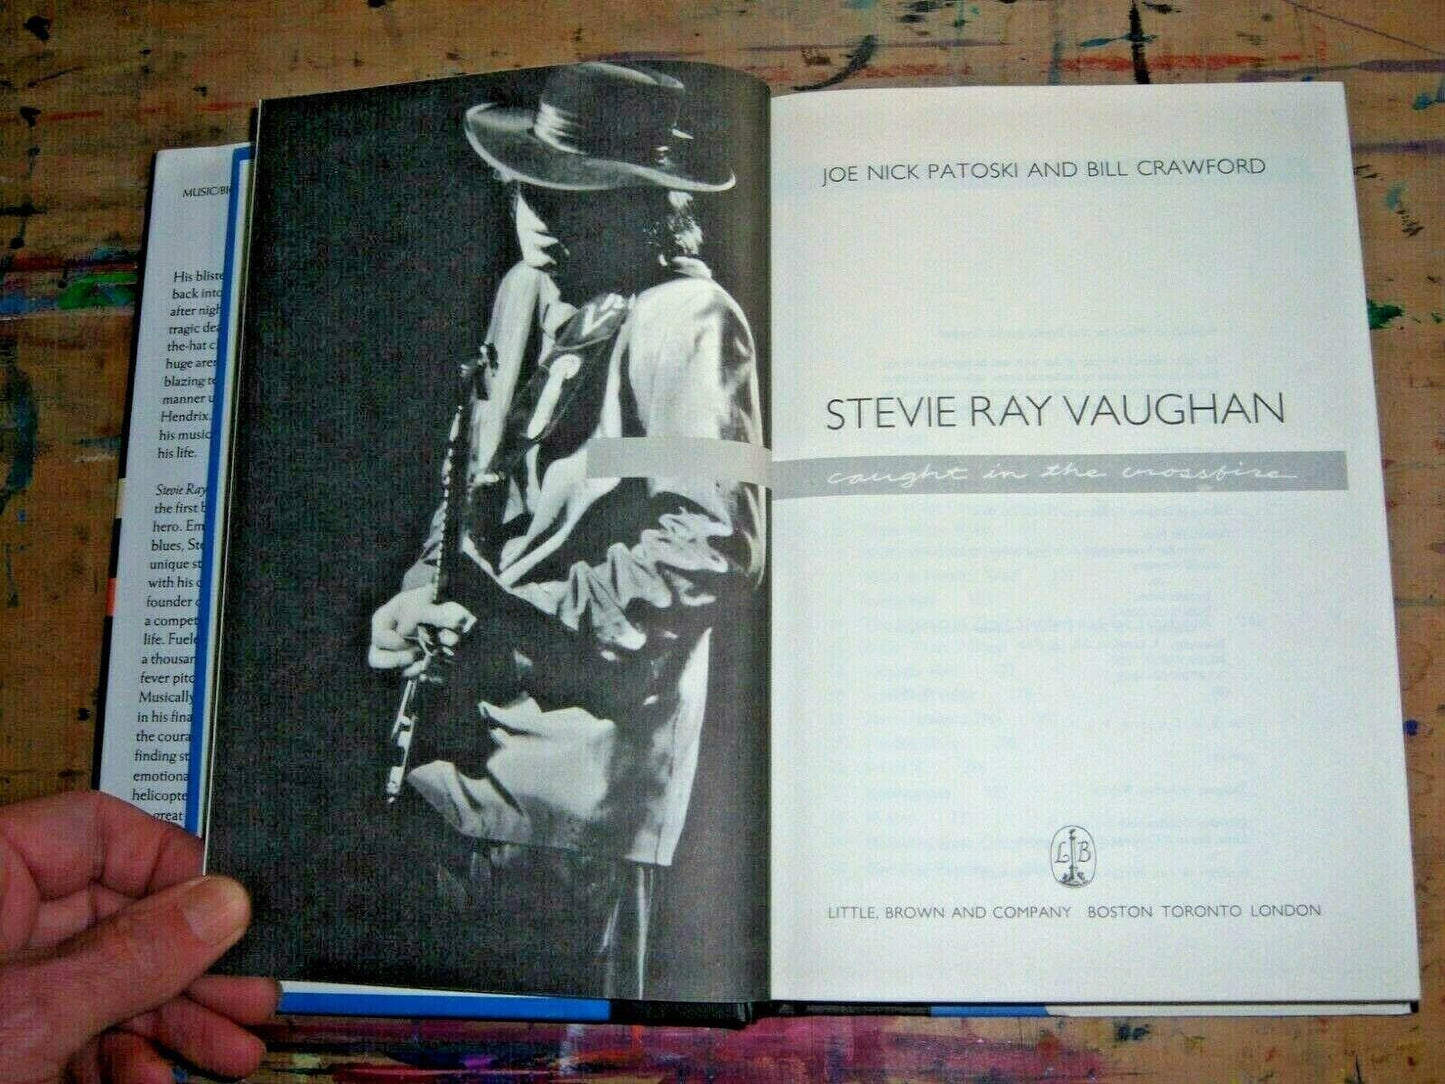 MUSIC/BI
His bliste
back into
after nigh
tragic dea
the-hat c
huge aren
blazing te
manner u
Hendrix.
his music
his life.
Stevie Ray
the first b
hero. Em
blues, Ste
unique st
with his
founder
a compet
life. Fuele
a thousan
fever pitc
Musically
in his fina
the coura
finding st
emotiona
helicopte
great
JOE NICK PATOSKI AND BILL CRAWFORD
STEVIE RAY VAUGHAN
caught in the crossfire
L B
LITTLE, BROWN AND COMPANY BOSTON TORONTO LONDON